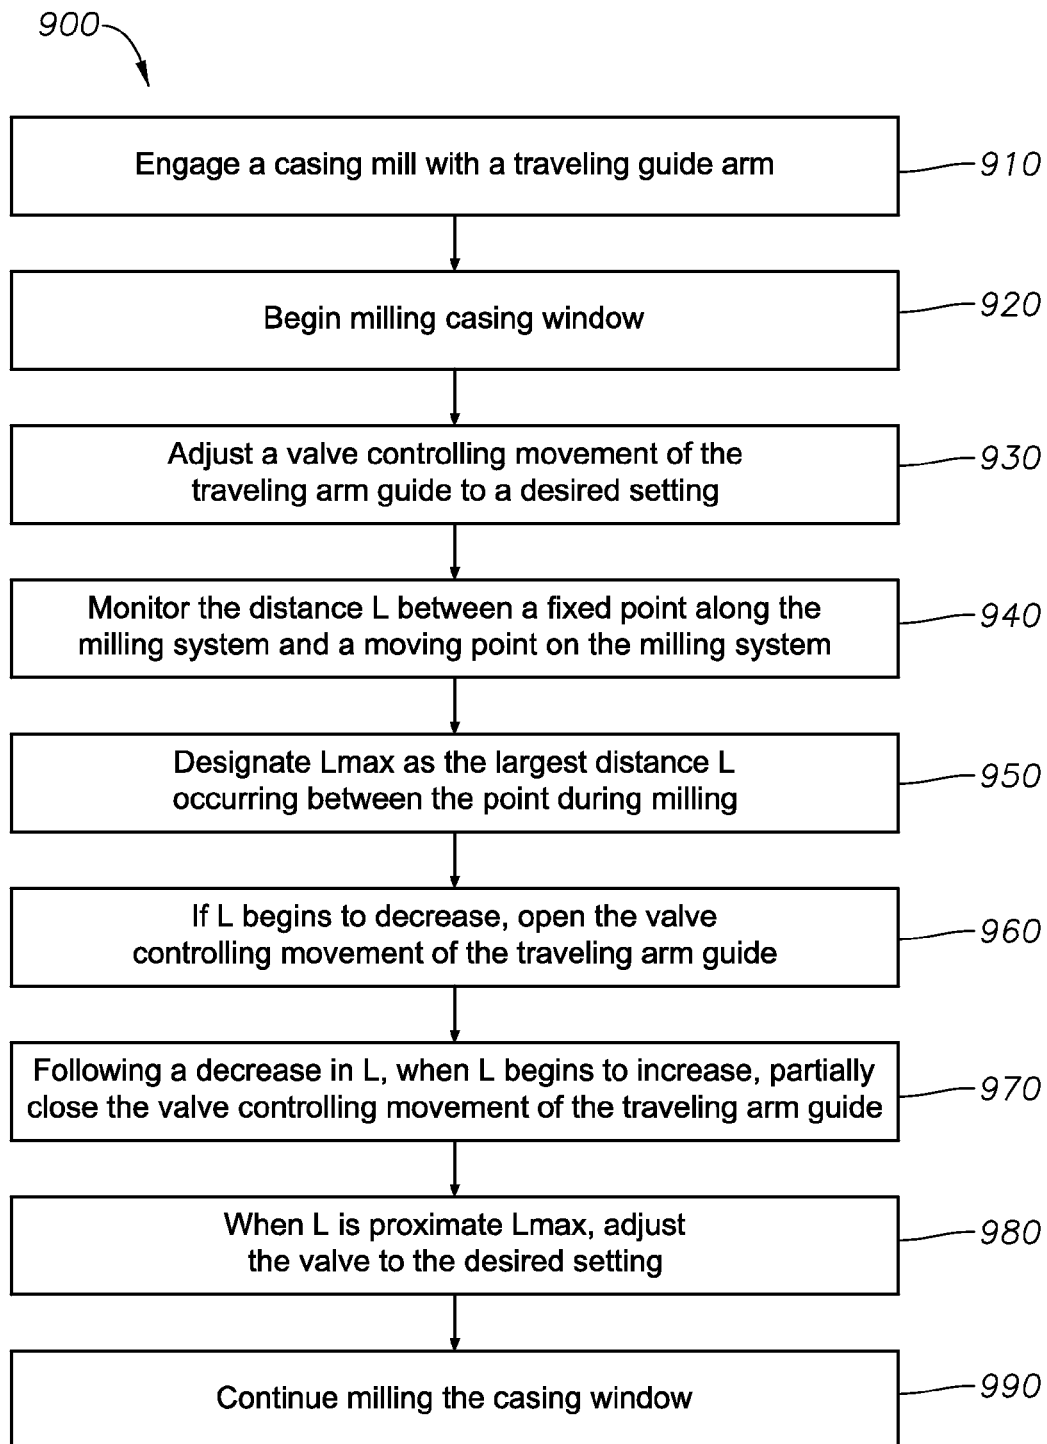 900
Engage a casing mill with a traveling guide arm
910
Begin milling casing window
920
Adjust a valve controlling movement of the
traveling arm guide to a desired setting
930
Monitor the distance L between a fixed point along the
milling system and a moving point on the milling system
940
Designate Lmax as the largest distance L
occurring between the point during milling
950
If L begins to decrease, open the valve
controlling movement of the traveling arm guide
960
Following a decrease in L, when L begins to increase, partially
close the valve controlling movement of the traveling arm guide
970
When L is proximate Lmax, adjust
the valve to the desired setting
980
Continue milling the casing window
990